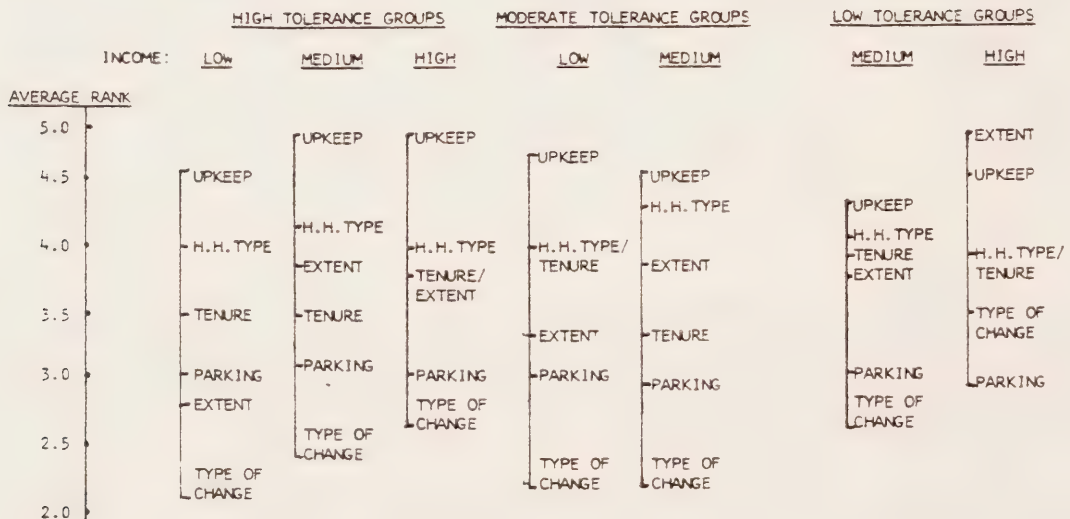 HIGH TOLERANCE GROUPS MODERATE TOLERANCE GROUPS LOW TOLERANCE GROUPS
INCOME: LOW MEDIUM HIGH LOW MEDIUM MEDIUM HIGH
AVERAGE RANK
5.0
4.5
4.0
3.5
3.0
2.5
2.0
UPKEEP
H.H.TYPE
TENURE
PARKING
EXTENT
TYPE OF
CHANGE
UPKEEP
H.H.TYPE
EXTENT
TENURE
PARKING
TYPE OF
CHANGE
UPKEEP
H.H.TYPE
TENURE/
EXTENT
PARKING
TYPE OF
CHANGE
UPKEEP
H.H.TYPE/
TENURE
EXTENT
PARKING
TYPE OF
CHANGE
UPKEEP
H.H.TYPE
EXTENT
TENURE
PARKING
TYPE OF
CHANGE
UPKEEP
H.H.TYPE
TENURE
EXTENT
PARKING
TYPE OF
CHANGE
EXTENT
UPKEEP
H.H.TYPE/
TENURE
TYPE OF
CHANGE
PARKING